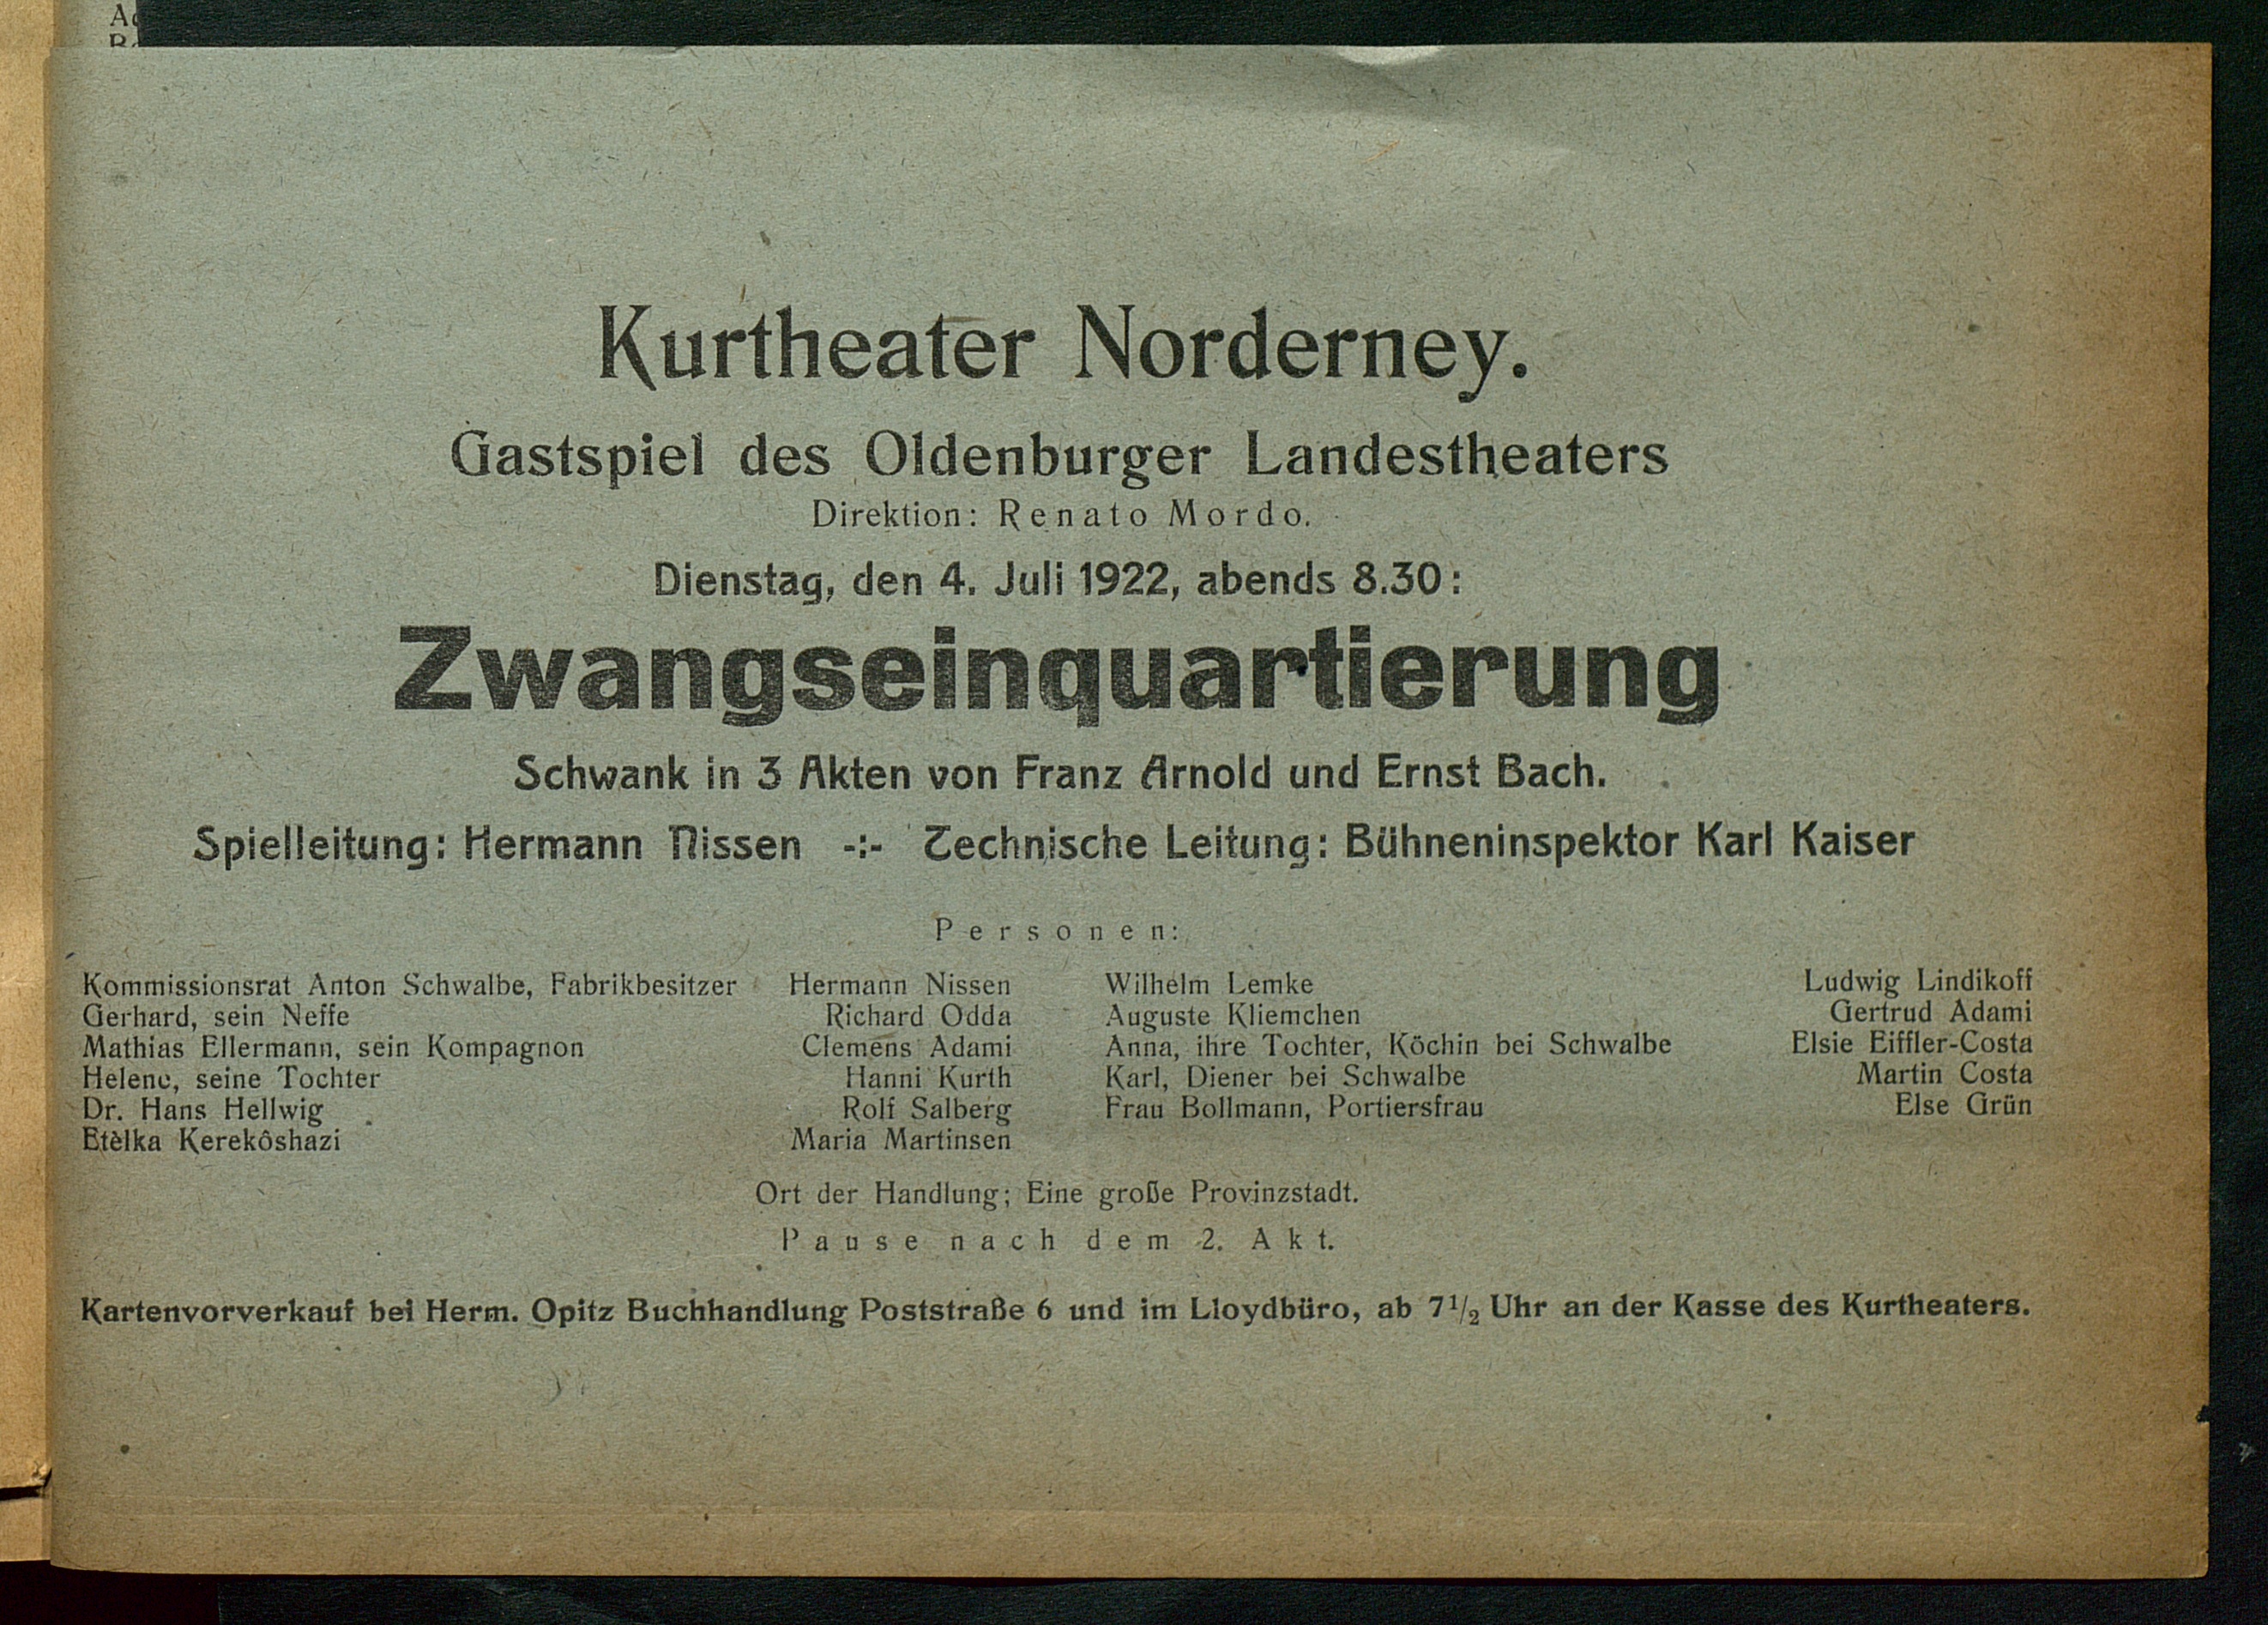 Kurtheater Norderney.
Gastspiel des Oldenburger Landestheaters
Direktion: Renato Mordo.
Dienstag, den 4. Juli 1922, abends 8.30:
Zwangseinquartierung
Schwank in 3 Akten von Franz Arnold und Ernst Bach.
Spielleitung: Hermann Nissen -:- Technische Leitung: Bühneninspektor Karl Kaiser
Personen:
Kommissionsrat Anton Schwalbe, Fabrikbesitzer Hermann Nissen
Gerhard, sein Neffe Richard Odda
Mathias Ellermann, sein Kompagnon Clemens Adami
Helene, seine Tochter Hanni Kurth
Dr. Hans Hellwig Rolf Salberg
Etèlka Kerekôshazi Maria Martinsen
Wilhelm Lemke Ludwig Lindikoff
Auguste Kliemchen Gertrud Adami
Anna, ihre Tochter, Köchin bei Schwalbe Elsie Eiffler-Costa
Karl, Diener bei Schwalbe Martin Costa
Frau Bollmann, Portiersfrau Else Grün
Ort der Handlung; Eine große Provinzstadt.
Pause nach dem 2. Akt.
Kartenvorverkauf bei Herm. Opitz Buchhandlung Poststraße 6 und im Lloydbüro, ab 7 1/2 Uhr an der Kasse des Kurtheaters.